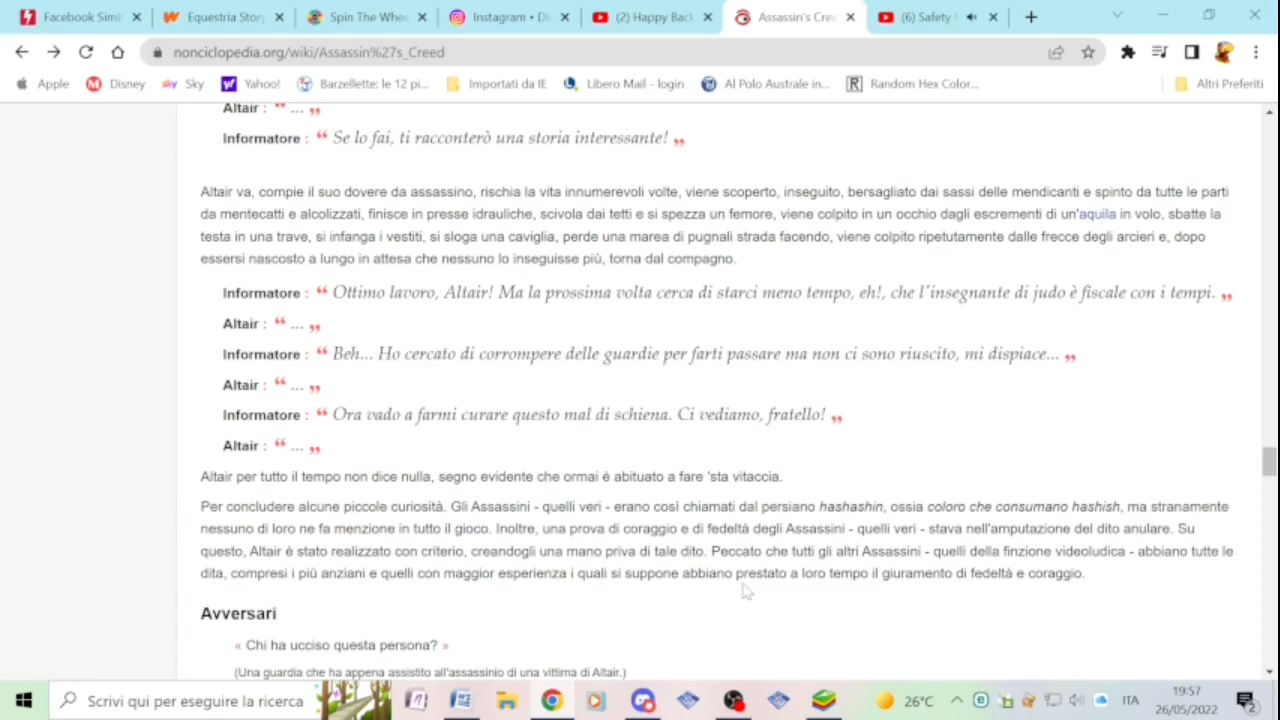 Facebook Simb
Equestria Story
Spin The Whee
Instagram • Di
(2) Happy Back
Assassin's Cree
(6) Safety
nonciclopedia.org/wiki/Assassin%27s_Creed
Apple
Disney
sky Sky
Yahoo!
Barzellette: le 12 pi...
Importati da IE
Libero Mail - login
Al Polo Australe in...
Random Hex Color...
Altri Preferiti
Altair : “ ... ”
Informatore : “ Se lo fai, ti racconterò una storia interessante! ”
Altair va, compie il suo dovere da assassino, rischia la vita innumerevoli volte, viene scoperto, inseguito, bersagliato dai sassi delle mendicanti e spinto da tutte le parti
da mentecatti e alcolizzati, finisce in presse idrauliche, scivola dai tetti e si spezza un femore, viene colpito in un occhio dagli escrementi di un'aquila in volo, sbatte la
testa in una trave, si infanga i vestiti, si sloga una caviglia, perde una marea di pugnali strada facendo, viene colpito ripetutamente dalle frecce degli arcieri e, dopo
essersi nascosto a lungo in attesa che nessuno lo inseguisse più, torna dal compagno.
Informatore : “ Ottimo lavoro, Altair! Ma la prossima volta cerca di starci meno tempo, eh!, che l'insegnante di judo è fiscale con i tempi. ”
Altair : “ ... ”
Informatore : “ Beh... Ho cercato di corrompere delle guardie per farti passare ma non ci sono riuscito, mi dispiace... ”
Altair : “ ... ”
Informatore : “ Ora vado a farmi curare questo mal di schiena. Ci vediamo, fratello! ”
Altair : “ ... ”
Altair per tutto il tempo non dice nulla, segno evidente che ormai è abituato a fare 'sta vitaccia.
Per concludere alcune piccole curiosità. Gli Assassini - quelli veri - erano così chiamati dal persiano hashashin, ossia coloro che consumano hashish, ma stranamente
nessuno di loro ne fa menzione in tutto il gioco. Inoltre, una prova di coraggio e di fedeltà degli Assassini - quelli veri - stava nell'amputazione del dito anulare. Su
questo, Altair è stato realizzato con criterio, creandogli una mano priva di tale dito. Peccato che tutti gli altri Assassini - quelli della finzione videoludica - abbiano tutte le
dita, compresi i più anziani e quelli con maggior esperienza i quali si suppone abbiano prestato a loro tempo il giuramento di fedeltà e coraggio.
Avversari
« Chi ha ucciso questa persona? »
(Una guardia che ha appena assistito all'assassinio di una vittima di Altair.)
Scrivi qui per eseguire la ricerca
26°C
ITA
19:57
26/05/2022
2